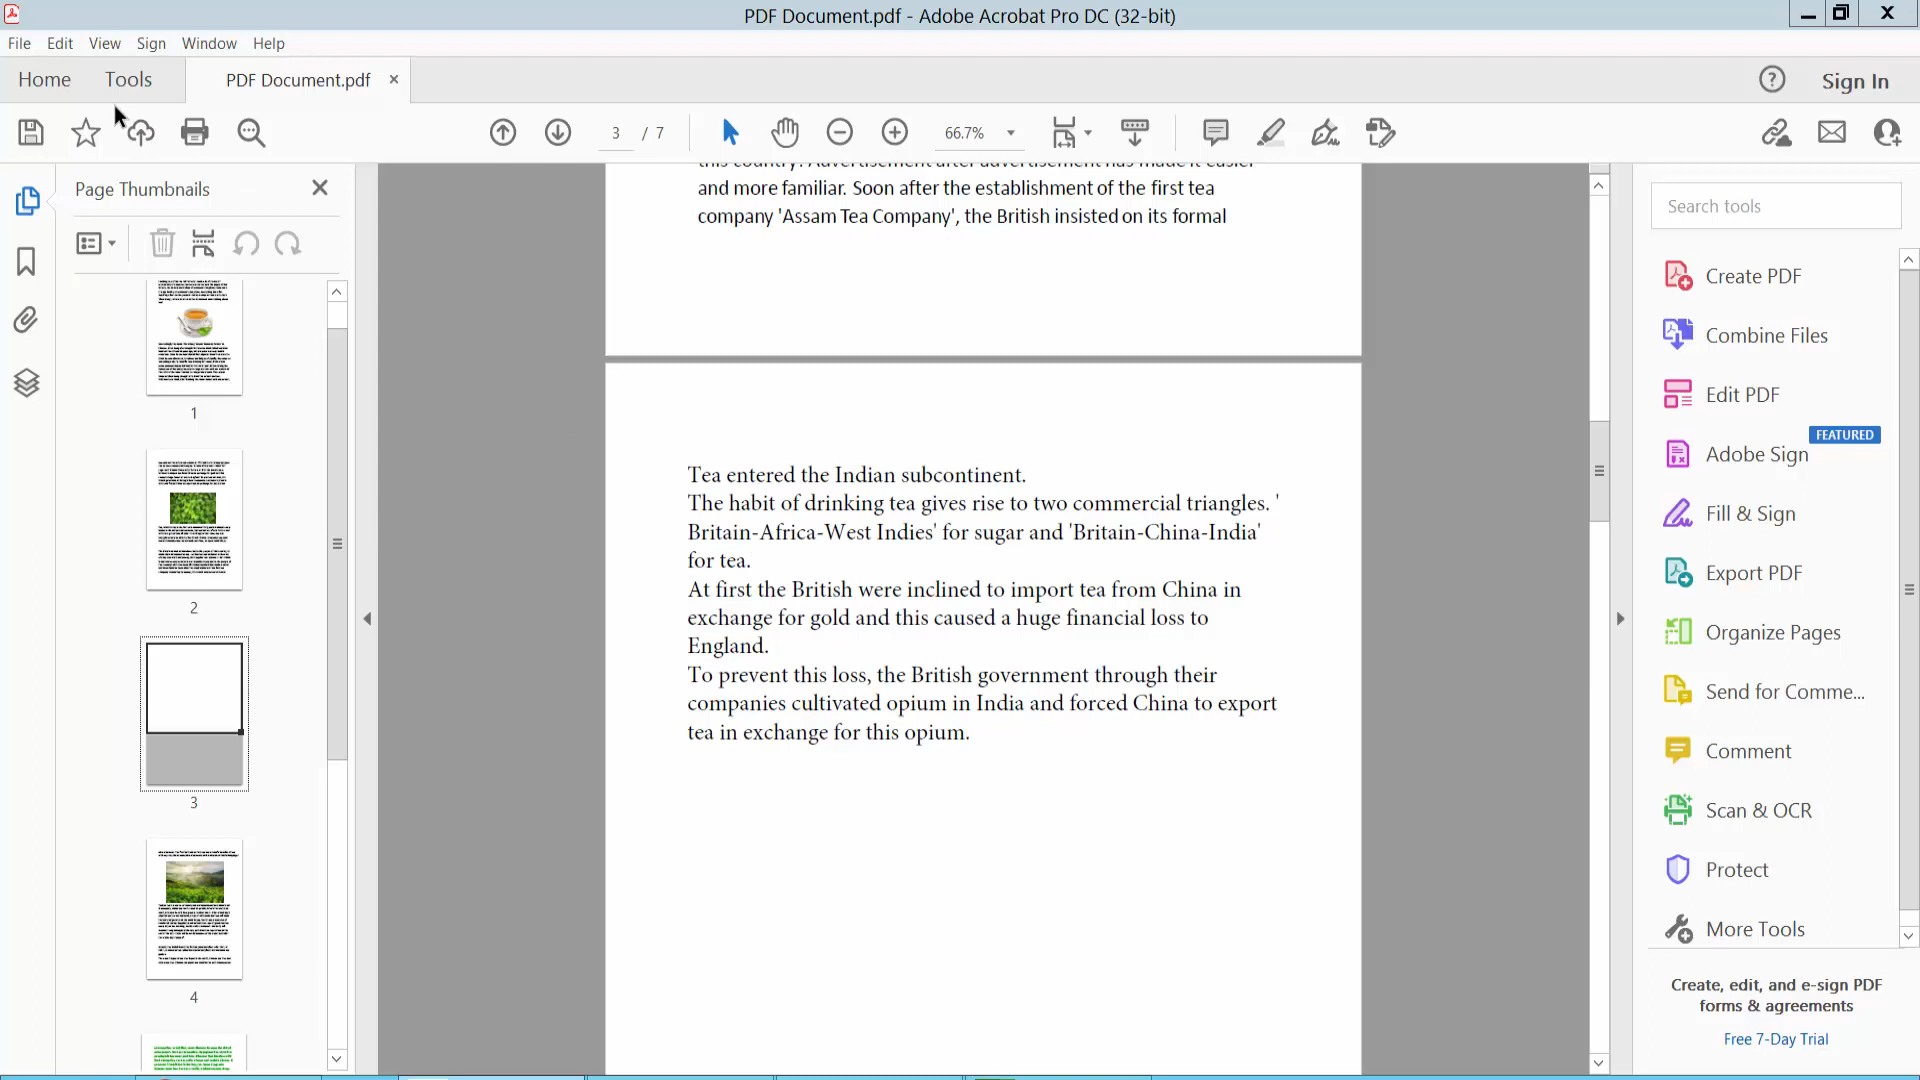 PDF Document.pdf - Adobe Acrobat Pro DC (32-bit)
File Edit View Sign Window Help
Home Tools PDF Document.pdf × Sign In
3 / 7 66.7%
Page Thumbnails
Search tools
this country. Advertisement after advertisement has made it easier
and more familiar. Soon after the establishment of the first tea
company 'Assam Tea Company', the British insisted on its formal
Tea entered the Indian subcontinent.
The habit of drinking tea gives rise to two commercial triangles. '
Britain-Africa-West Indies' for sugar and 'Britain-China-India'
for tea.
At first the British were inclined to import tea from China in
exchange for gold and this caused a huge financial loss to
England.
To prevent this loss, the British government through their
companies cultivated opium in India and forced China to export
tea in exchange for this opium.
1
2
3
4
Create PDF
Combine Files
Edit PDF
FEATURED
Adobe Sign
Fill & Sign
Export PDF
Organize Pages
Send for Comme...
Comment
Scan & OCR
Protect
More Tools
Create, edit, and e-sign PDF
forms & agreements
Free 7-Day Trial